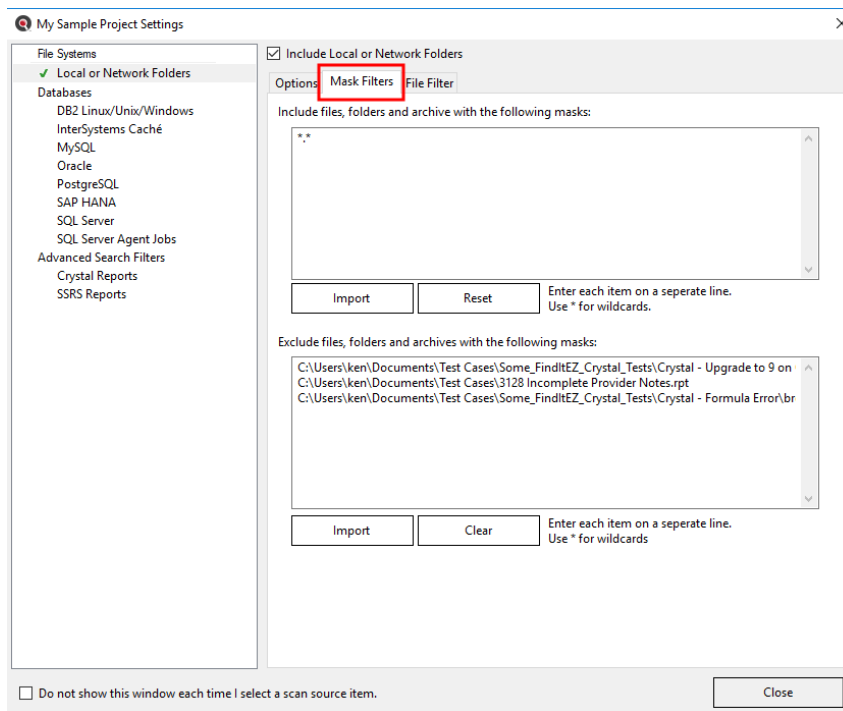 My Sample Project Settings
File Systems
Local or Network Folders
Databases
DB2 Linux/Unix/Windows
InterSystems Caché
MySQL
Oracle
PostgreSQL
SAP HANA
SQL Server
SQL Server Agent Jobs
Advanced Search Filters
Crystal Reports
SSRS Reports
Include Local or Network Folders
Options Mask Filters File Filter
Include files, folders and archive with the following masks:
*.*
Import Reset
Enter each item on a seperate line.
Use * for wildcards.
Exclude files, folders and archives with the following masks:
C:\Users\ken\Documents\Test Cases\Some_FindItEZ_Crystal_Tests\Crystal - Upgrade to 9 on
C:\Users\ken\Documents\Test Cases\3128 Incomplete Provider Notes.rpt
C:\Users\ken\Documents\Test Cases\Some_FindItEZ_Crystal_Tests\Crystal - Formula Error\br
Import Clear
Enter each item on a seperate line.
Use * for wildcards
Do not show this window each time I select a scan source item.
Close